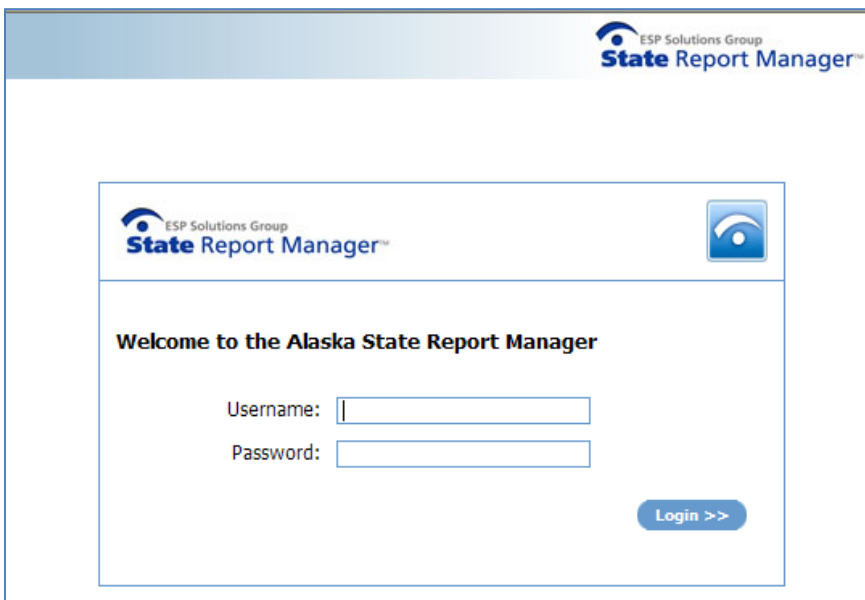 ESP Solutions Group
State Report Manager™
ESP Solutions Group
State Report Manager™
Welcome to the Alaska State Report Manager
Username:
Password:
Login >>